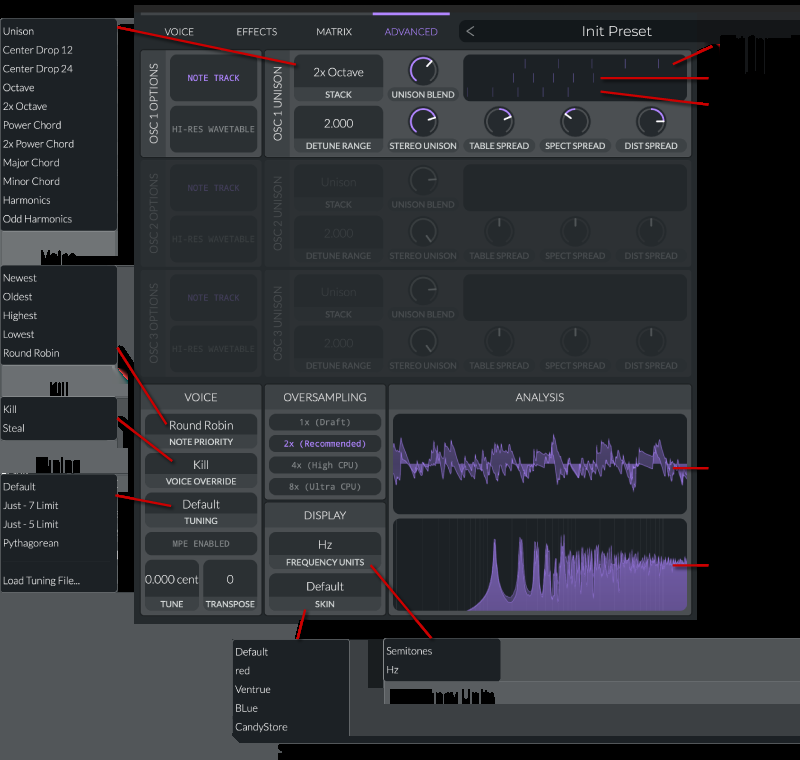 VOICE EFFECTS MATRIX ADVANCED < Init Preset
Unison
Center Drop 12
Center Drop 24
Octave
2x Octave
Power Chord
2x Power Chord
Major Chord
Minor Chord
Harmonics
Odd Harmonics
OSC 1 OPTIONS
NOTE TRACK
HI-RES WAVETABLE
OSC 1 UNISON
2x Octave
STACK
UNISON BLEND
2.000
DETUNE RANGE
STEREO UNISON
TABLE SPREAD
SPECT SPREAD
DIST SPREAD
OSC 2 OPTIONS
NOTE TRACK
HI-RES WAVETABLE
OSC 2 UNISON
Unison
STACK
UNISON BLEND
2.000
DETUNE RANGE
STEREO UNISON
TABLE SPREAD
SPECT SPREAD
DIST SPREAD
Newest
Oldest
Highest
Lowest
Round Robin
OSC 3 OPTIONS
NOTE TRACK
HI-RES WAVETABLE
OSC 3 UNISON
Unison
STACK
UNISON BLEND
2.000
DETUNE RANGE
STEREO UNISON
TABLE SPREAD
SPECT SPREAD
DIST SPREAD
Kill
Steal
Default
Just - 7 Limit
Just - 5 Limit
Pythagorean
Load Tuning File...
VOICE
Round Robin
NOTE PRIORITY
Kill
VOICE OVERRIDE
Default
TUNING
MPE ENABLED
0.000 cent
TUNE
0
TRANSPOSE
OVERSAMPLING
1x (Draft)
2x (Recommended)
4x (High CPU)
8x (Ultra CPU)
DISPLAY
Hz
FREQUENCY UNITS
Default
SKIN
ANALYSIS
Default
red
Ventrue
BLue
CandyStore
Semitones
Hz